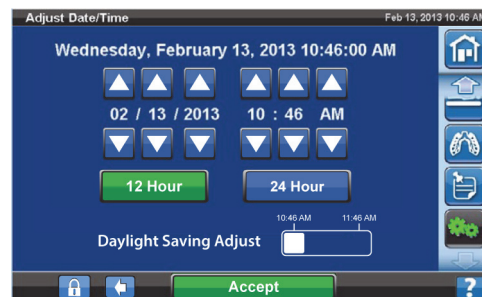 Adjust Date/Time Feb 13, 2013 10:46 AM
Wednesday, February 13, 2013 10:46:00 AM
02 / 13 / 2013 10 : 46 AM
12 Hour 24 Hour
10:46 AM 11:46 AM
Daylight Saving Adjust
Accept ?